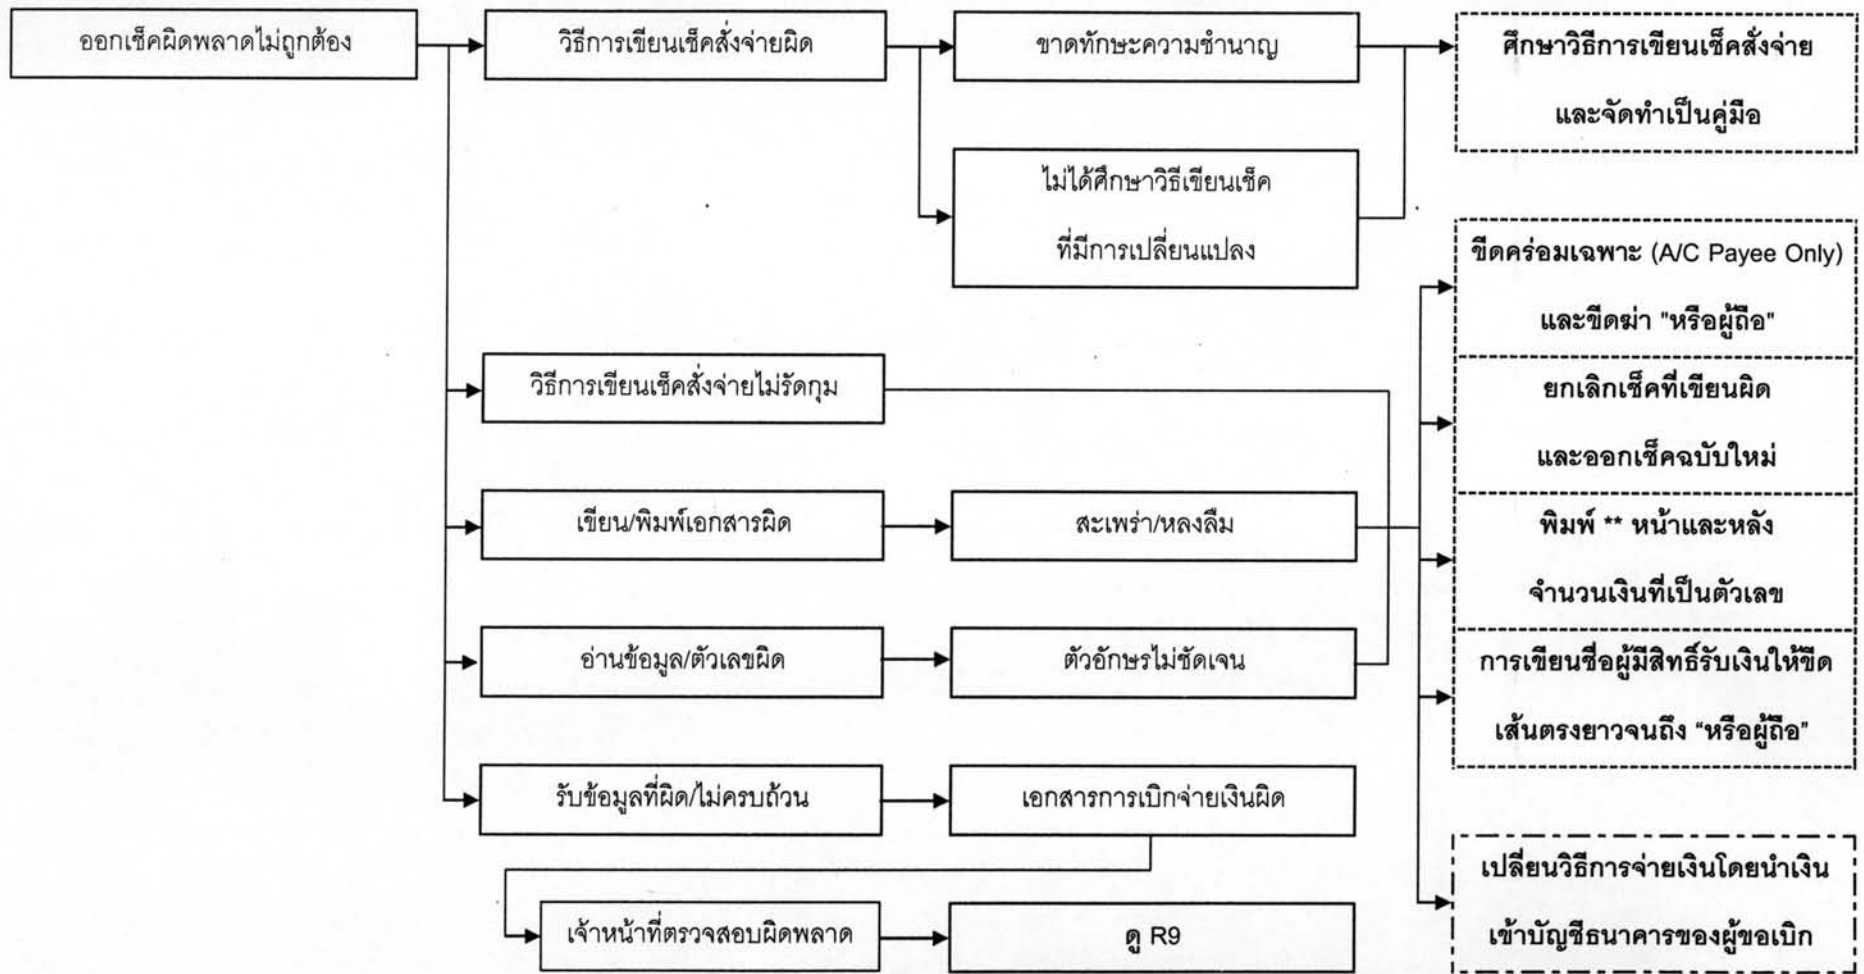 ออกเช็คผิดพลาดไม่ถูกต้อง
วิธีการเขียนเช็คสั่งจ่ายผิด
ขาดทักษะความชำนาญ
ศึกษาวิธีการเขียนเช็คสั่งจ่าย
และจัดทำเป็นคู่มือ
ไม่ได้ศึกษาวิธีเขียนเช็ค
ที่มีการเปลี่ยนแปลง
ขีดคร่อมเฉพาะ (A/C Payee Only)
และขีดฆ่า "หรือผู้ถือ"
วิธีการเขียนเช็คสั่งจ่ายไม่รัดกุม
ยกเลิกเช็คที่เขียนผิด
และออกเช็คฉบับใหม่
เขียน/พิมพ์เอกสารผิด
สะเพร่า/หลงลืม
พิมพ์ ** หน้าและหลัง
จำนวนเงินที่เป็นตัวเลข
อ่านข้อมูล/ตัวเลขผิด
ตัวอักษรไม่ชัดเจน
การเขียนชื่อผู้มีสิทธิ์รับเงินให้ขีด
เส้นตรงยาวจนถึง “หรือผู้ถือ”
รับข้อมูลที่ผิด/ไม่ครบถ้วน
เอกสารการเบิกจ่ายเงินผิด
เปลี่ยนวิธีการจ่ายเงินโดยนำเงิน
เข้าบัญชีธนาคารของผู้ขอเบิก
เจ้าหน้าที่ตรวจสอบผิดพลาด
ดู R9